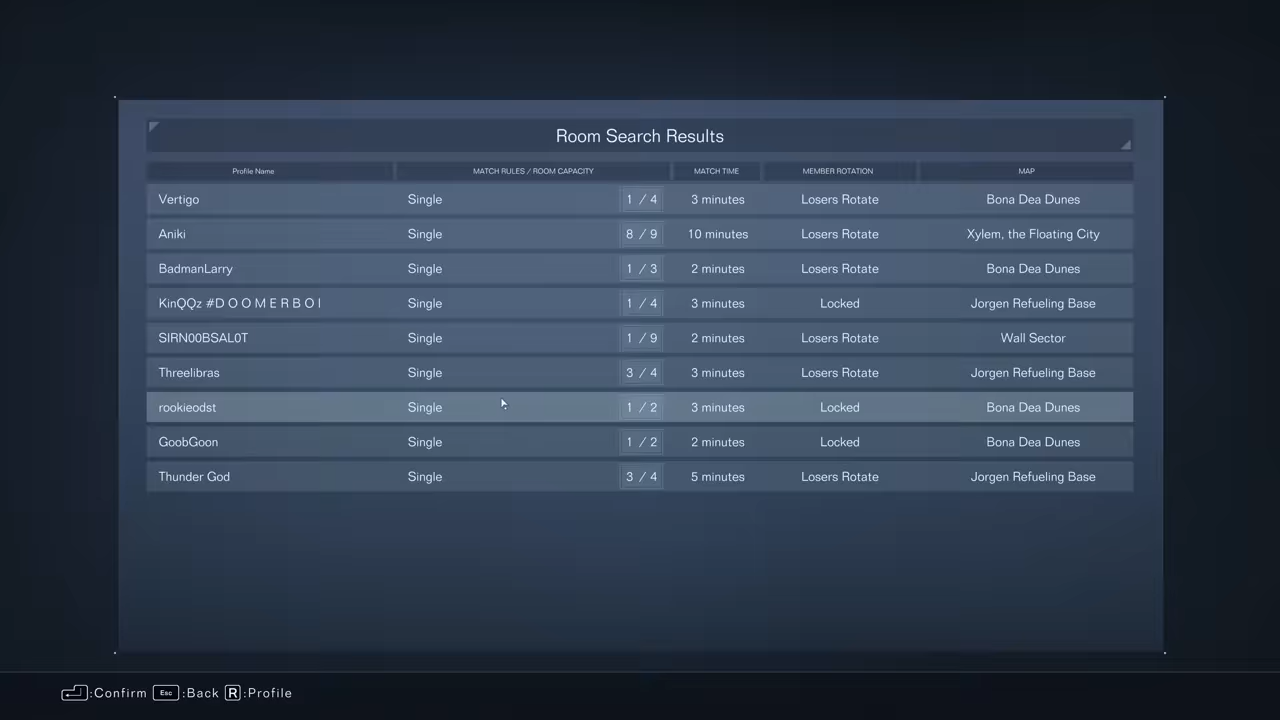 Room Search Results
Profile Name MATCH RULES / ROOM CAPACITY MATCH TIME MEMBER ROTATION MAP
Vertigo Single 1 / 4 3 minutes Losers Rotate Bona Dea Dunes
Aniki Single 8 / 9 10 minutes Losers Rotate Xylem, the Floating City
BadmanLarry Single 1 / 3 2 minutes Losers Rotate Bona Dea Dunes
KinQQz #D O O M E R B O I Single 1 / 4 3 minutes Locked Jorgen Refueling Base
SIRN00BSAL0T Single 1 / 9 2 minutes Losers Rotate Wall Sector
Threelibras Single 3 / 4 3 minutes Losers Rotate Jorgen Refueling Base
rookieodst Single 1 / 2 3 minutes Locked Bona Dea Dunes
GoobGoon Single 1 / 2 2 minutes Locked Bona Dea Dunes
Thunder God Single 3 / 4 5 minutes Losers Rotate Jorgen Refueling Base
:Confirm Esc :Back R :Profile